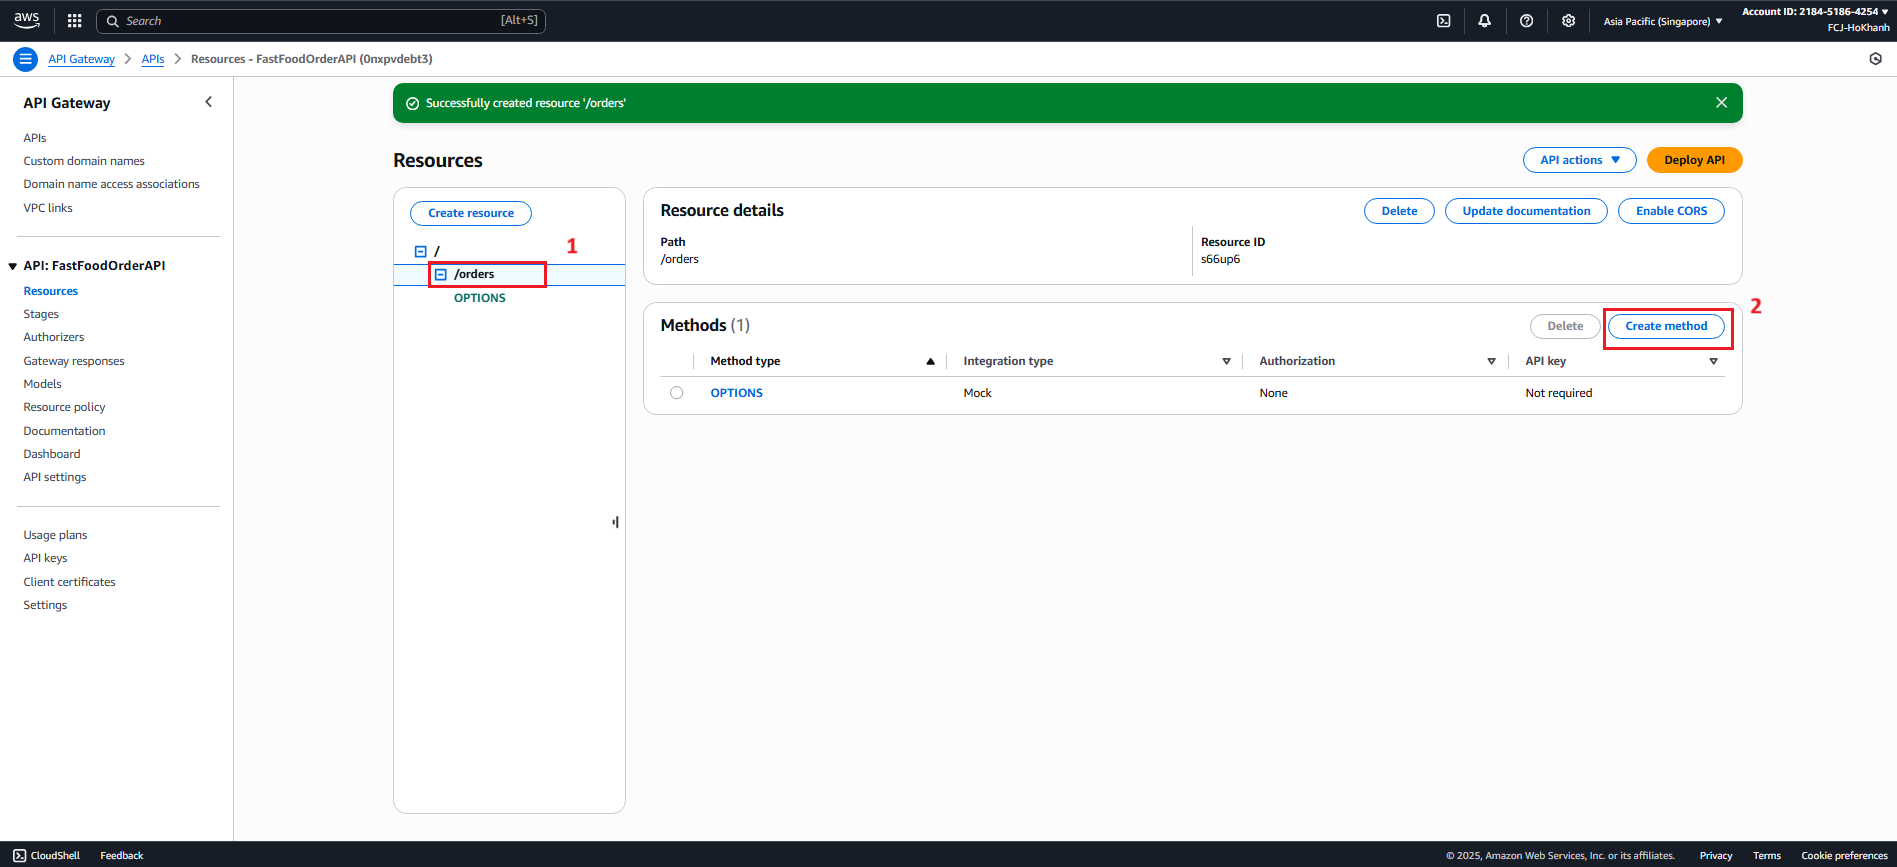 aws
Search [Alt+S]
Asia Pacific (Singapore)
Account ID: 2184-5186-4254
FCJ-HoKhanh
API Gateway
APIs
Resources - FastFoodOrderAPI (0nxpvdebt3)
API Gateway
APIs
Custom domain names
Domain name access associations
VPC links
API: FastFoodOrderAPI
Resources
Stages
Authorizers
Gateway responses
Models
Resource policy
Documentation
Dashboard
API settings
Usage plans
API keys
Client certificates
Settings
Successfully created resource '/orders'
Resources
API actions
Deploy API
Create resource
/
1
/orders
OPTIONS
Resource details
Delete
Update documentation
Enable CORS
Path
/orders
Resource ID
s66up6
Methods (1)
Delete
Create method
2
Method type Integration type Authorization API key
OPTIONS Mock None Not required
CloudShell
Feedback
© 2025, Amazon Web Services, Inc. or its affiliates.
Privacy
Terms
Cookie preferences